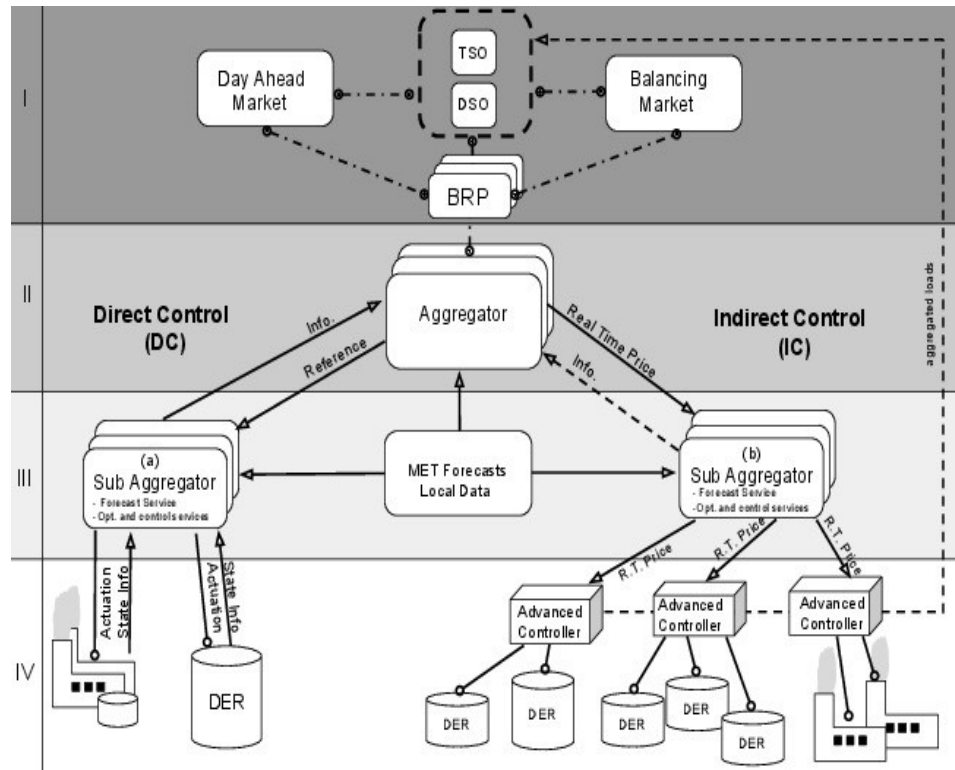 I
TSO
DSO
Day Ahead
Market
Balancing
Market
BRP
II
Direct Control
(DC)
Info.
Reference
Aggregator
Real Time Price
Info.
Indirect Control
(IC)
aggregated loads
III
(a)
Sub Aggregator
- Forecast Service
- Opt. and control services
MET Forecasts
Local Data
(b)
Sub Aggregator
- Forecast Service
- Opt. and control services
R.T. Price
R.T. Price
R.T. Price
IV
Actuation
State Info
State Info
Actuation
DER
Advanced
Controller
Advanced
Controller
Advanced
Controller
DER
DER
DER
DER
DER